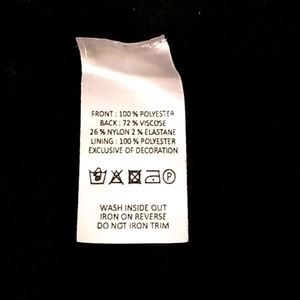 FRONT : 100 % POLYESTER
BACK : 72 % VISCOSE
26 % NYLON 2 % ELASTANE
LINING : 100 % POLYESTER
EXCLUSIVE OF DECORATION
P
WASH INSIDE OUT
IRON ON REVERSE
DO NOT IRON TRIM